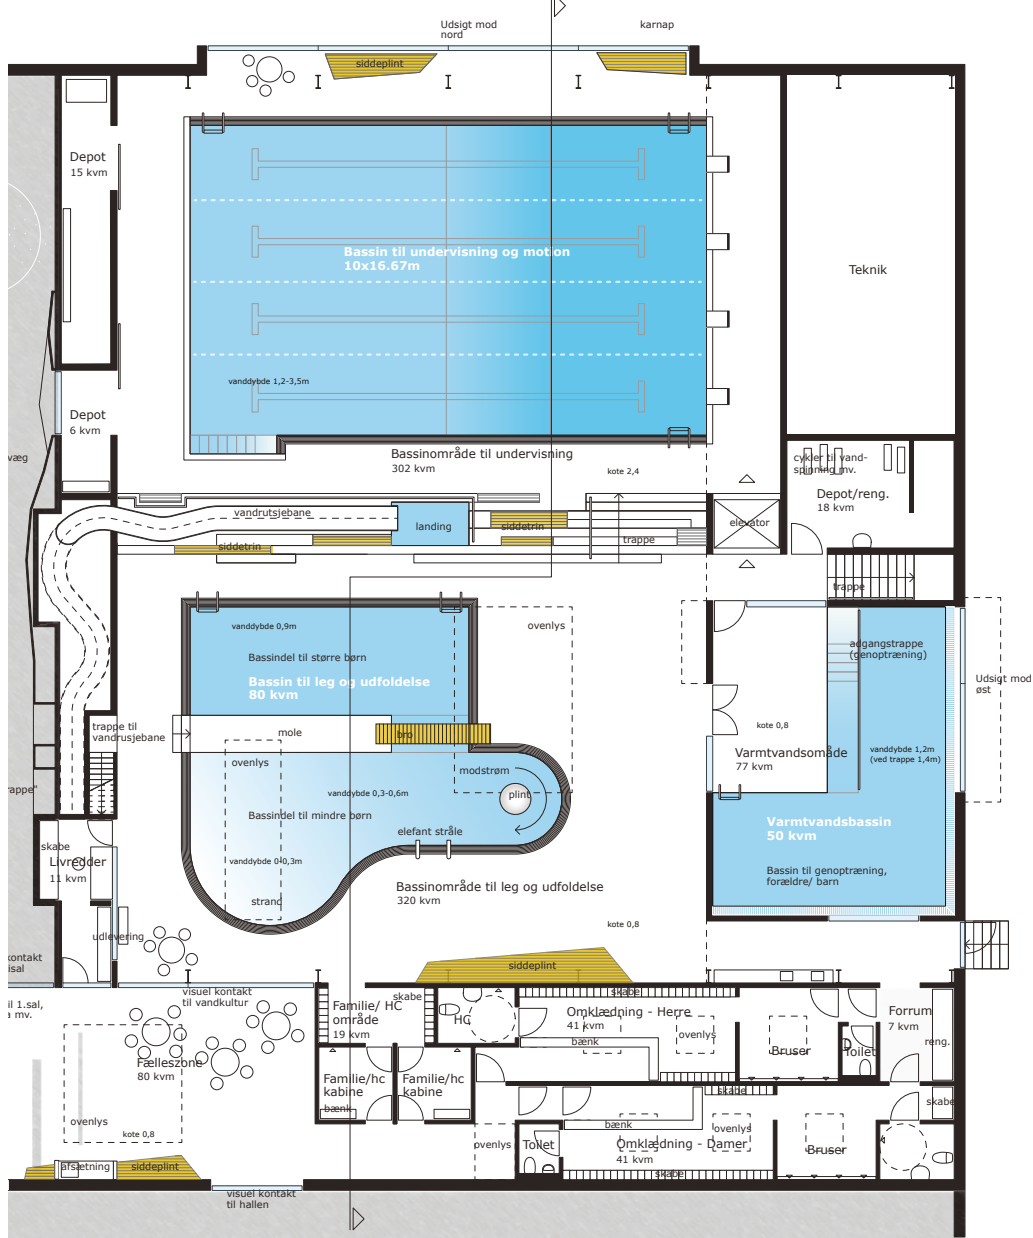 Udsigt mod
nord
karnap
siddeplint
Depot
15 kvm
Bassin til undervisning og motion
10x16.67m
Teknik
vanddybde 1,2-3,5m
Depot
6 kvm
væg
Bassinområde til undervisning
302 kvm
kote 2,4
cykler til vand-
spinning mv.
Depot/reng.
18 kvm
vandrutsjebane
landing
siddetrin
elevator
trappe
siddetrin
trappe
vanddybde 0,9m
ovenlys
Bassindel til større børn
Bassin til leg og udfoldelse
80 kvm
adgangstrappe
(genoptræning)
Udsigt mod
øst
trappe til
vandrusjebane
mole
bro
kote 0,8
Varmtvandsomåde
77 kvm
vanddybde 1,2m
(ved trappe 1,4m)
ovenlys
modstrøm
rappe"
vanddybde 0,3-0,6m
plint
Bassindel til mindre børn
Varmtvandsbassin
50 kvm
elefant stråle
skabe
Livredder
11 kvm
vanddybde 0-0,3m
Bassin til genoptræning,
forældre/ barn
Bassinområde til leg og udfoldelse
320 kvm
strand
kote 0,8
udlevering
kontakt
isal
siddeplint
visuel kontakt
til vandkultur
il 1.sal,
a mv.
skabe
skabe
Familie/ HC
område
19 kvm
HC
Omklædning - Herre
41 kvm
Forrum
7 kvm
ovenlys
bænk
Bruser
Toilet
reng.
Fælleszone
80 kvm
Familie/hc
kabine
Familie/hc
kabine
bænk
skabe
skabe
ovenlys
kote 0,8
bænk
ovenlys
ovenlys
Toilet
Omklædning - Damer
41 kvm
Bruser
afsætning
siddeplint
skabe
visuel kontakt
til hallen